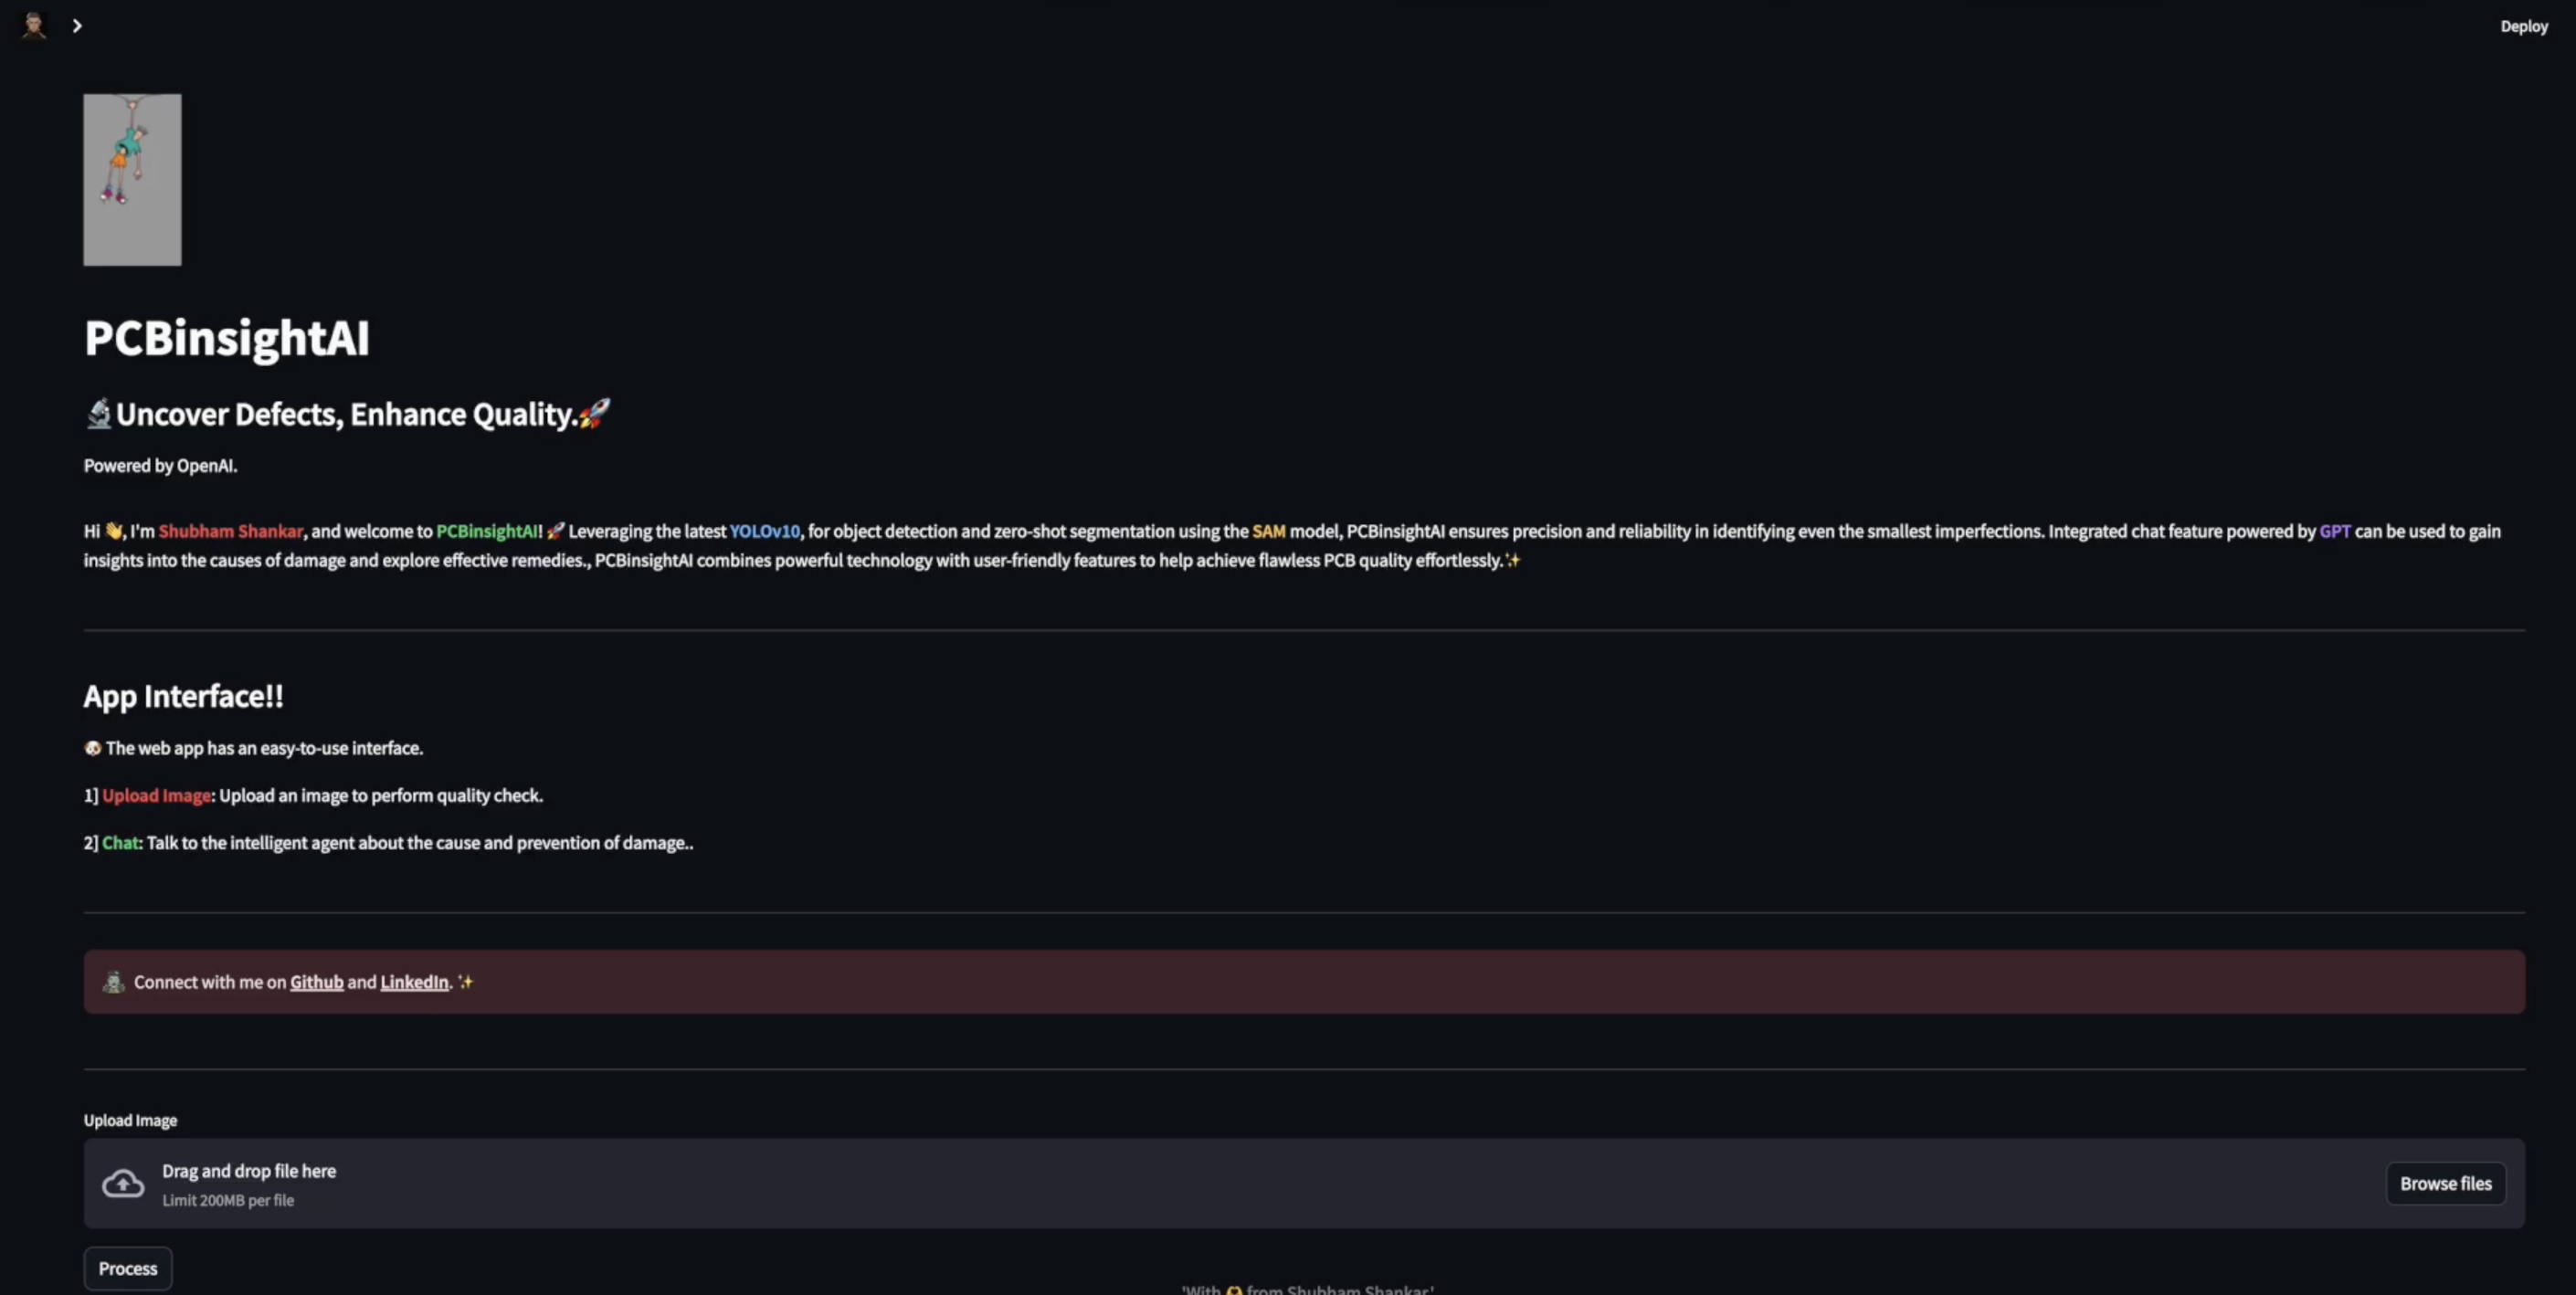 Deploy
PCBinsightAI
🔬Uncover Defects, Enhance Quality.🚀
Powered by OpenAI.
Hi 👋, I'm Shubham Shankar, and welcome to PCBinsightAI! 🚀 Leveraging the latest YOLOv10, for object detection and zero-shot segmentation using the SAM model, PCBinsightAI ensures precision and reliability in identifying even the smallest imperfections. Integrated chat feature powered by GPT can be used to gain
insights into the causes of damage and explore effective remedies., PCBinsightAI combines powerful technology with user-friendly features to help achieve flawless PCB quality effortlessly.✨
App Interface!!
🐶 The web app has an easy-to-use interface.
1] Upload Image: Upload an image to perform quality check.
2] Chat: Talk to the intelligent agent about the cause and prevention of damage..
Connect with me on Github and LinkedIn. ✨
Upload Image
Drag and drop file here
Limit 200MB per file
Browse files
Process
'With 🫶 from Shubham Shankar'